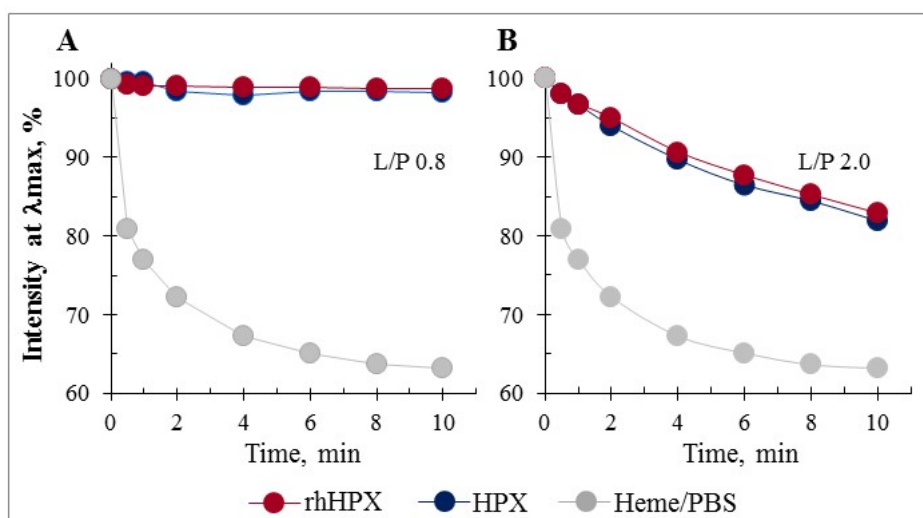 A
B
Intensity at λmax, %
100
90
80
70
60
L/P 0.8
0 2 4 6 8 10
Time, min
100
90
80
70
60
L/P 2.0
0 2 4 6 8 10
Time, min
rhHPX HPX Heme/PBS